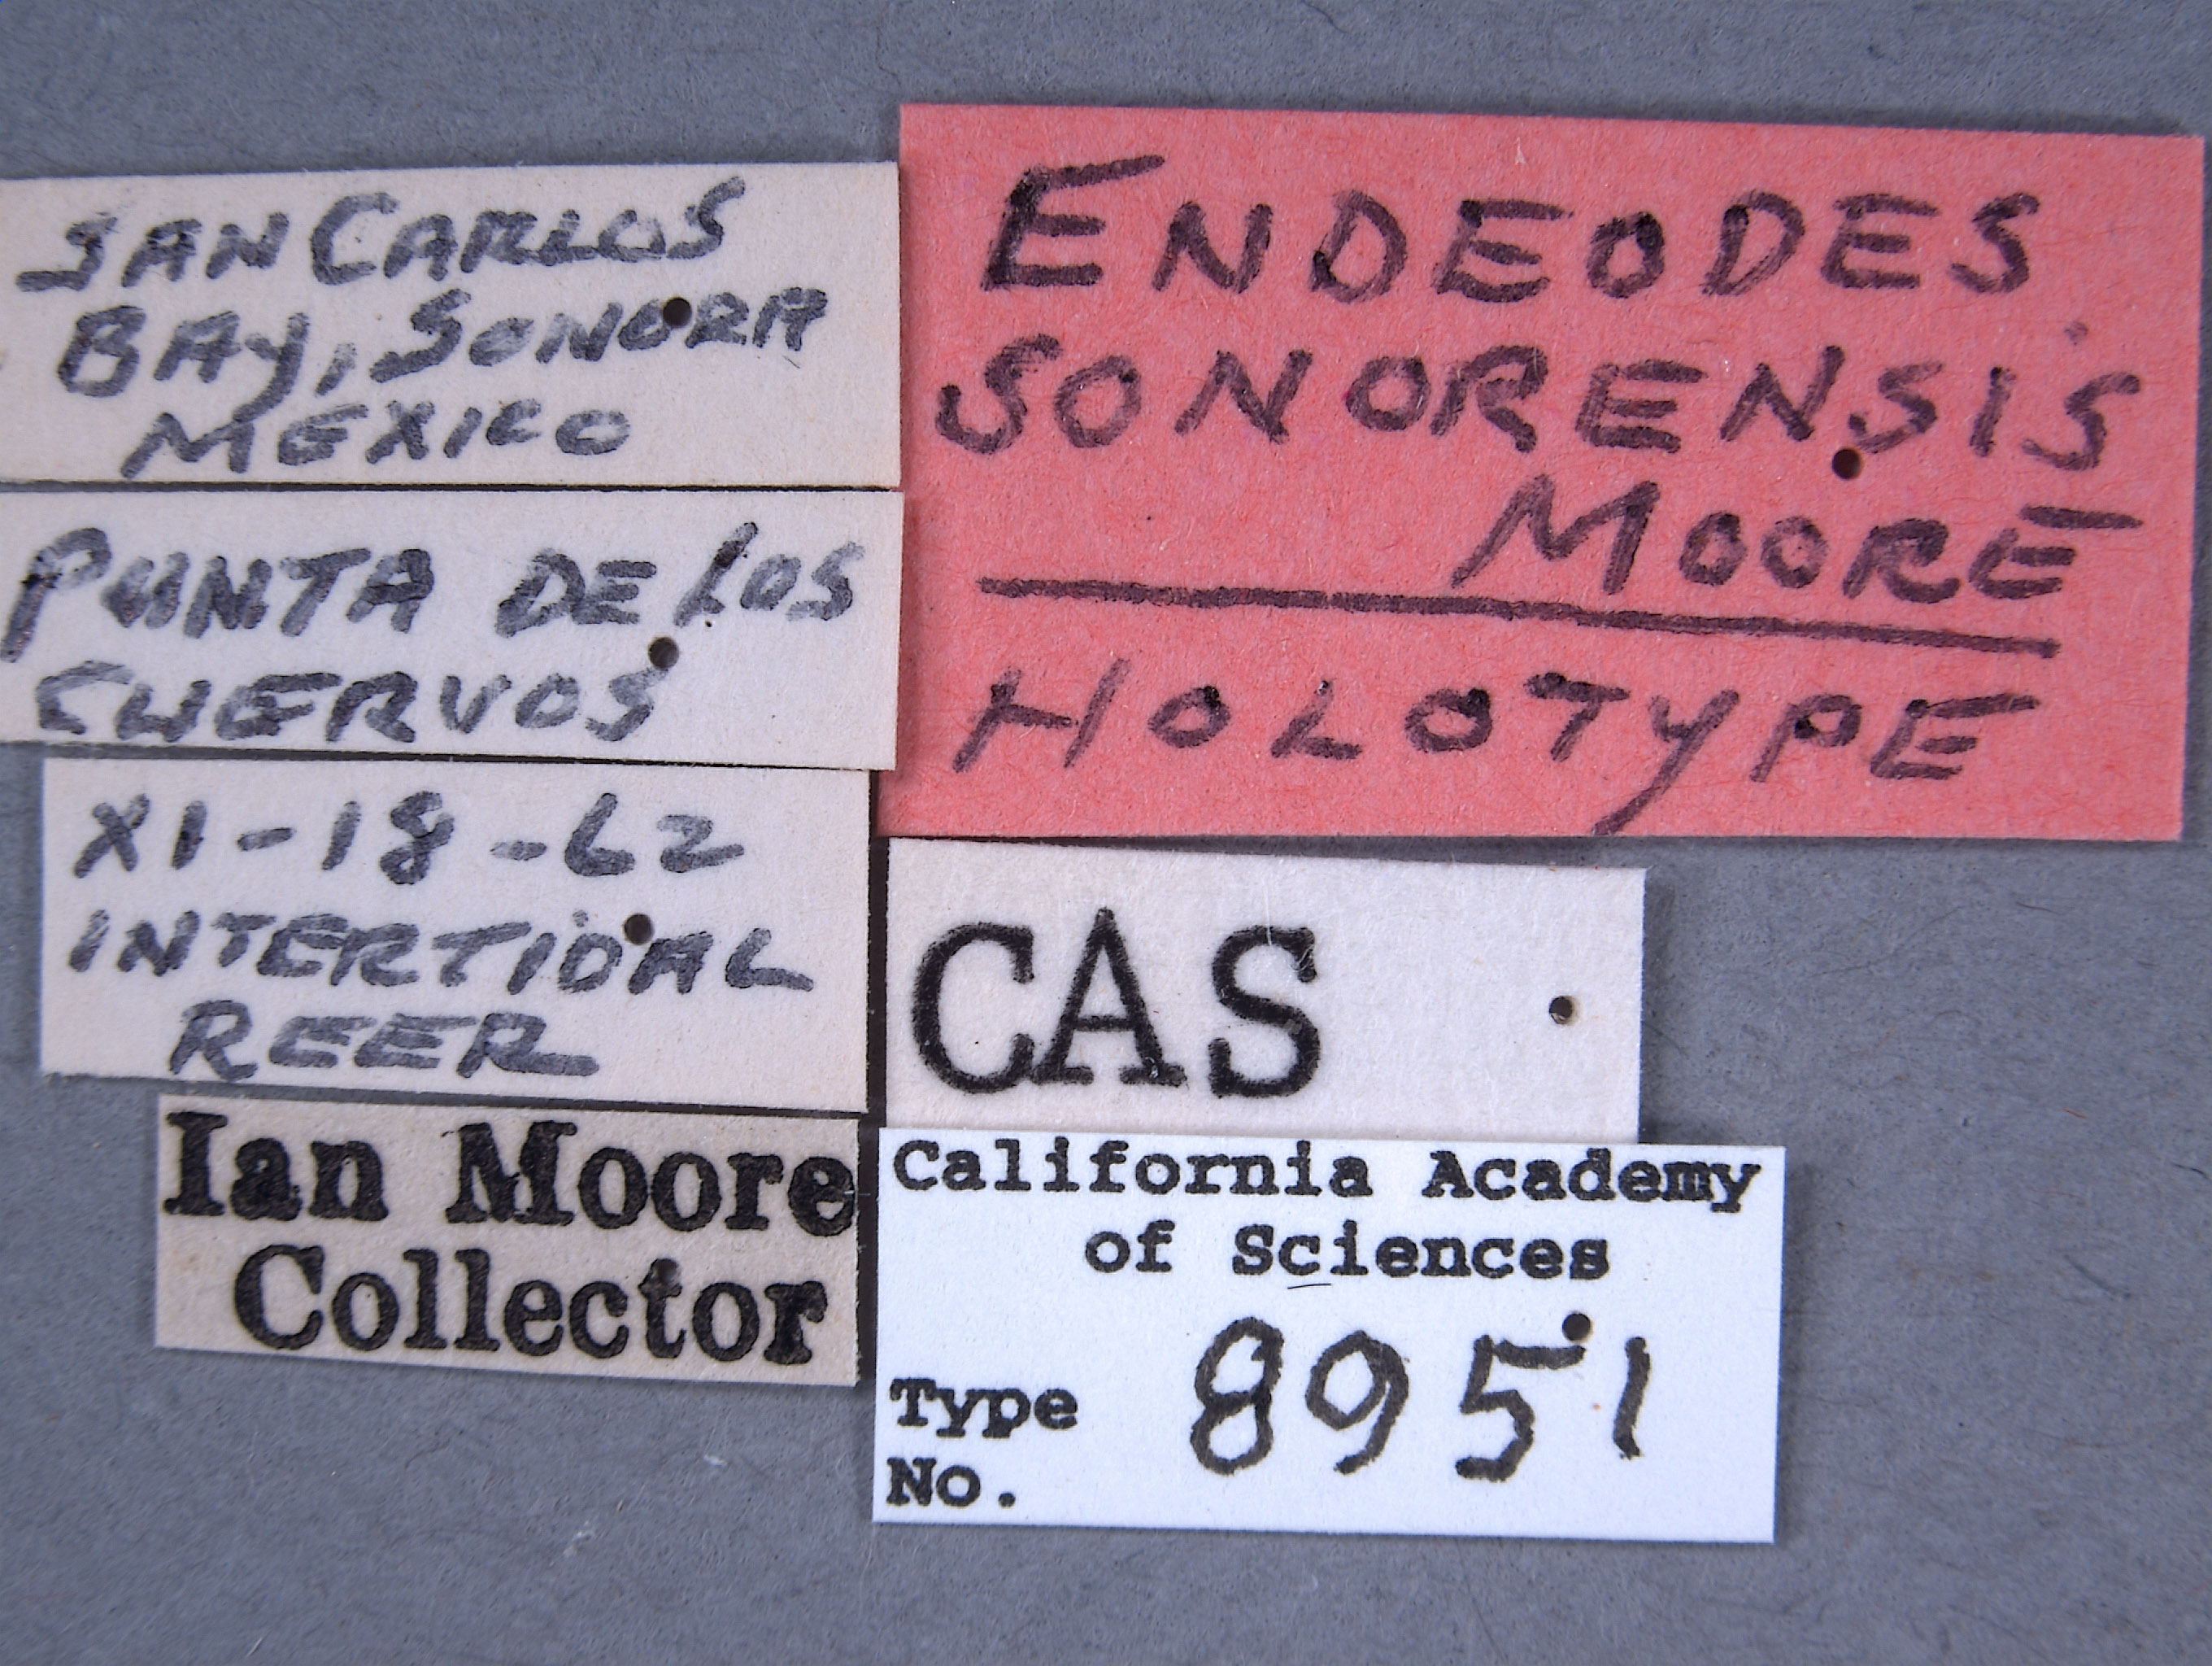 SAN CARLOS
BAY, SONORA
MEXICO
PUNTA DE LOS
CUERVOS
XI-18-62
INTERTIDAL
REEF
Ian Moore
Collector
ENDEODES
SONORENSIS
MOORE
HOLOTYPE
CAS
California Academy
of Sciences
Type 8951
No.